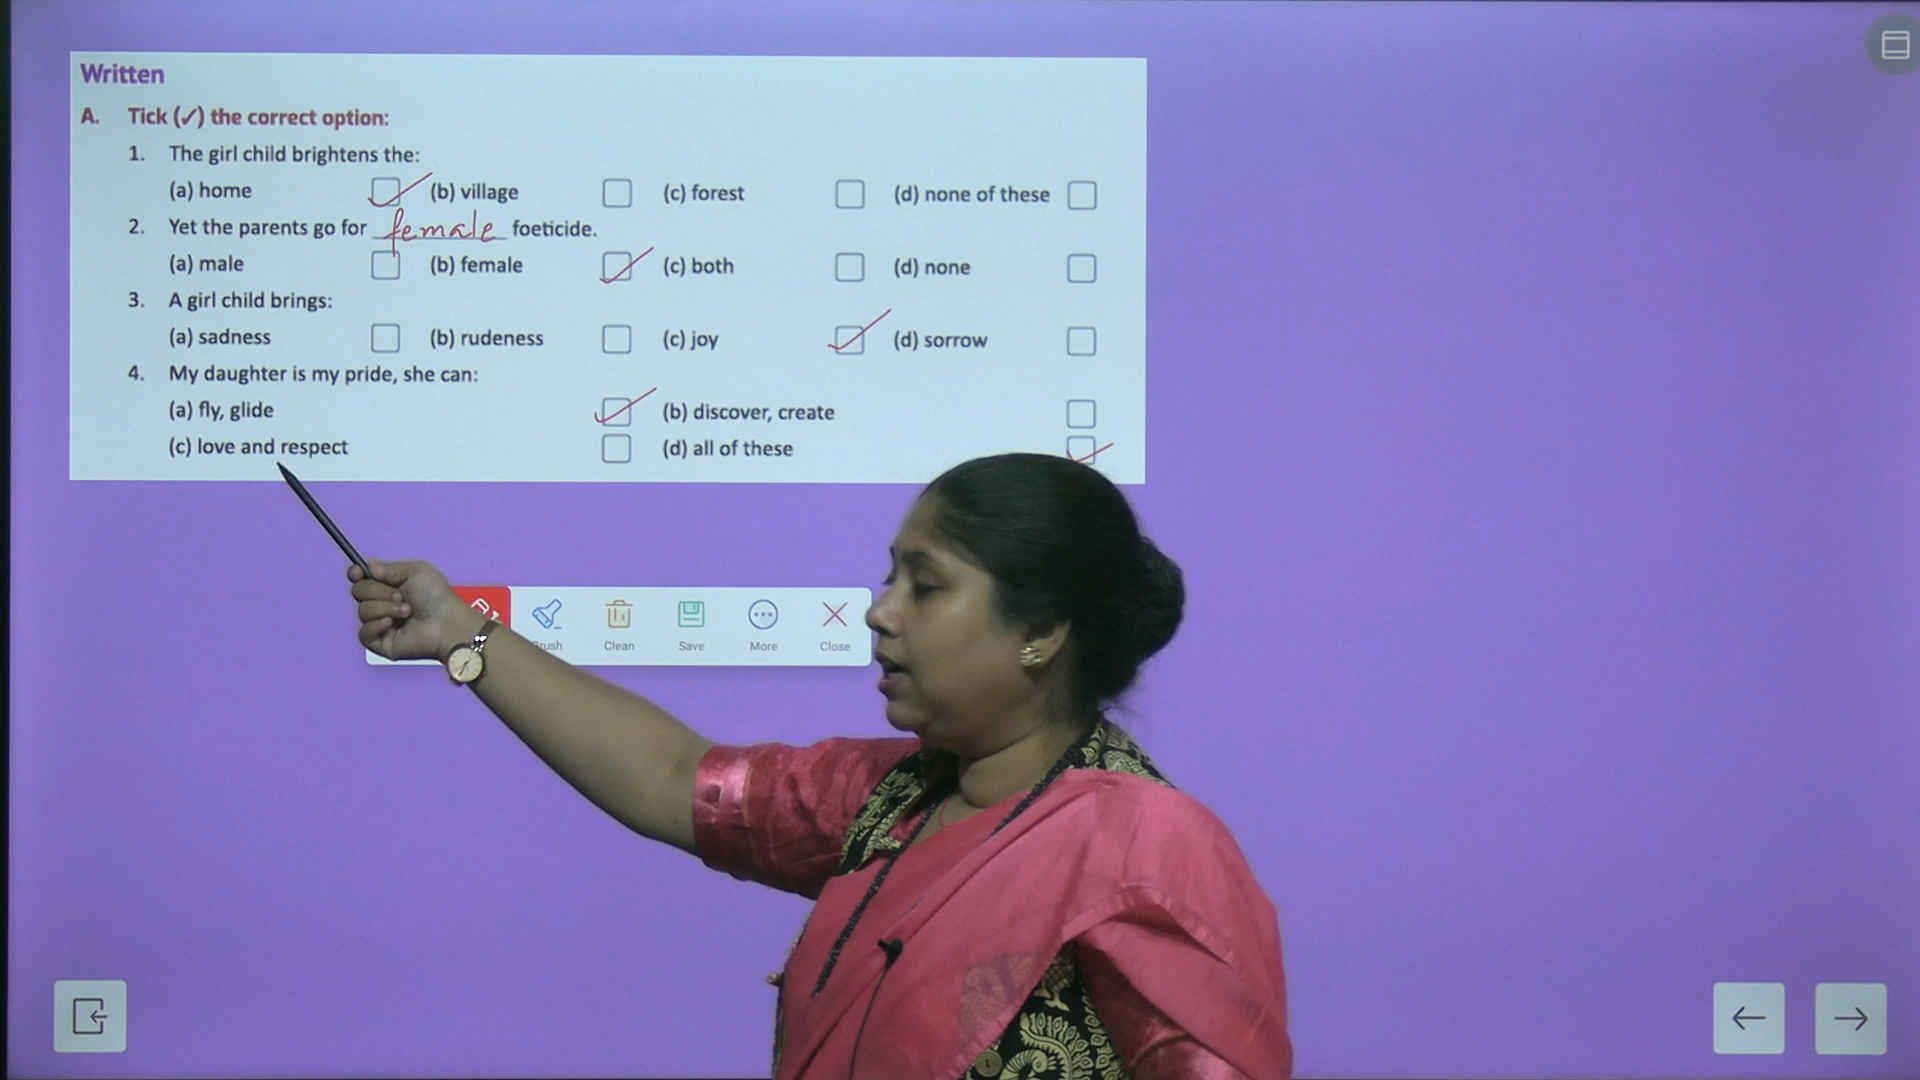 Written
A. Tick (✓) the correct option:
1. The girl child brightens the:
(a) home (b) village (c) forest (d) none of these
2. Yet the parents go for female foeticide.
(a) male (b) female (c) both (d) none
3. A girl child brings:
(a) sadness (b) rudeness (c) joy (d) sorrow
4. My daughter is my pride, she can:
(a) fly, glide (b) discover, create
(c) love and respect (d) all of these
Clean Save More Close